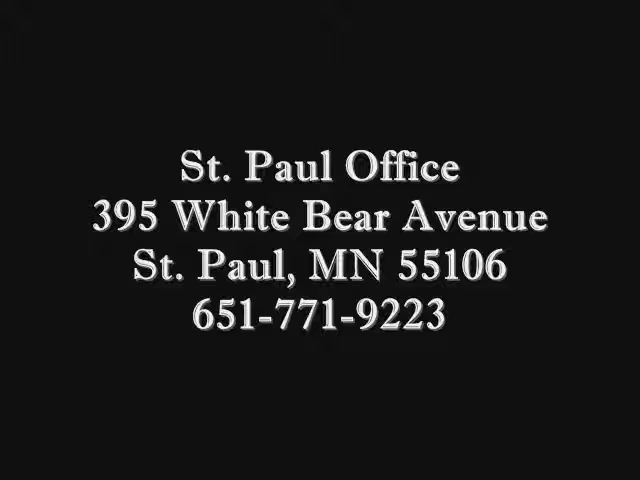 St. Paul Office
395 White Bear Avenue
St. Paul, MN 55106
651-771-9223